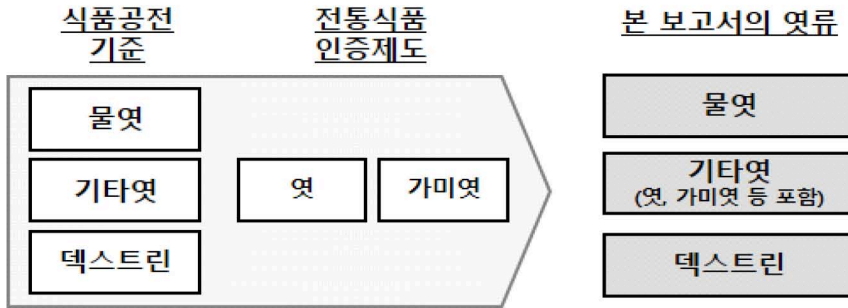 식품공전
기준
전통식품
인증제도
본 보고서의 엿류
물엿
기타엿
덱스트린
엿
가미엿
물엿
기타엿
(엿, 가미엿 등 포함)
덱스트린